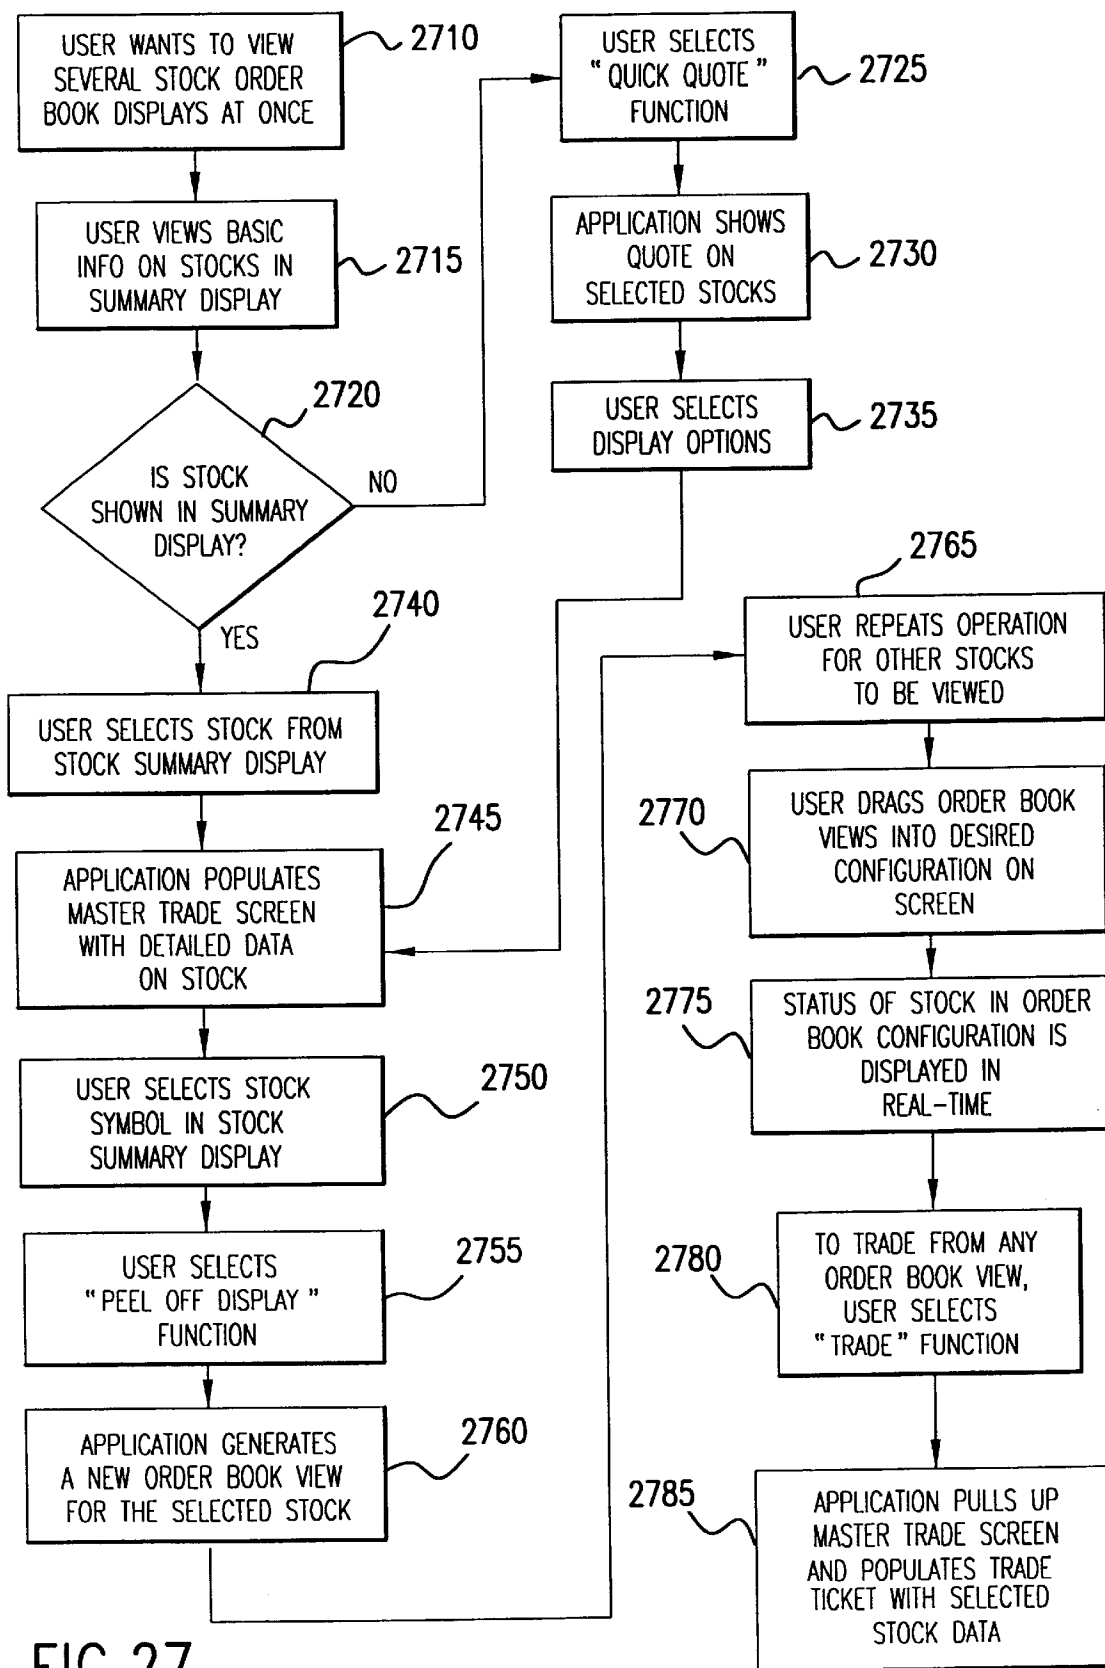 USER WANTS TO VIEW
SEVERAL STOCK ORDER
BOOK DISPLAYS AT ONCE
2710
USER VIEWS BASIC
INFO ON STOCKS IN
SUMMARY DISPLAY
2715
2720
IS STOCK
SHOWN IN SUMMARY
DISPLAY?
NO
YES
USER SELECTS
"QUICK QUOTE"
FUNCTION
2725
APPLICATION SHOWS
QUOTE ON
SELECTED STOCKS
2730
USER SELECTS
DISPLAY OPTIONS
2735
2740
USER SELECTS STOCK FROM
STOCK SUMMARY DISPLAY
2745
APPLICATION POPULATES
MASTER TRADE SCREEN
WITH DETAILED DATA
ON STOCK
2750
USER SELECTS STOCK
SYMBOL IN STOCK
SUMMARY DISPLAY
2755
USER SELECTS
"PEEL OFF DISPLAY"
FUNCTION
2760
APPLICATION GENERATES
A NEW ORDER BOOK VIEW
FOR THE SELECTED STOCK
2765
USER REPEATS OPERATION
FOR OTHER STOCKS
TO BE VIEWED
2770
USER DRAGS ORDER BOOK
VIEWS INTO DESIRED
CONFIGURATION ON
SCREEN
2775
STATUS OF STOCK IN ORDER
BOOK CONFIGURATION IS
DISPLAYED IN
REAL-TIME
2780
TO TRADE FROM ANY
ORDER BOOK VIEW,
USER SELECTS
"TRADE" FUNCTION
2785
APPLICATION PULLS UP
MASTER TRADE SCREEN
AND POPULATES TRADE
TICKET WITH SELECTED
STOCK DATA
FIG. 27